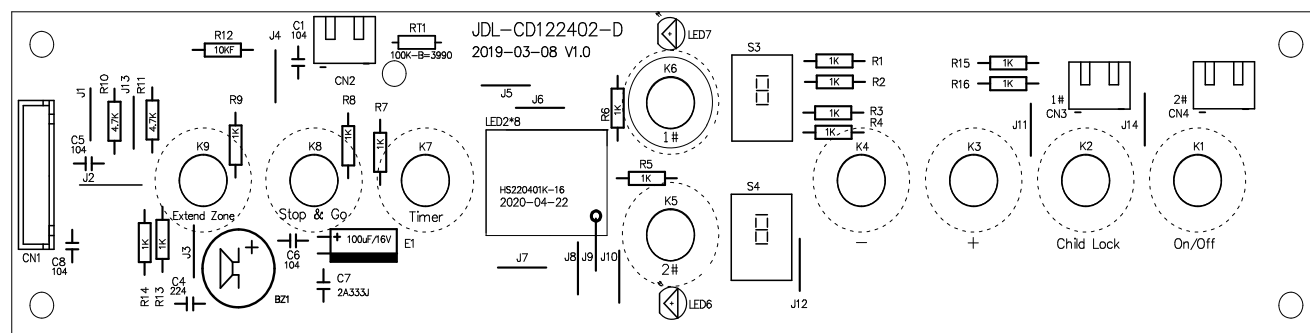 JDL-CD122402-D
2019-03-08 V1.0
R12
10KF
J4
C1
104
CN2
RT1
100K-B=3990
LED7
S3
K6
1#
R6
1K
R1
1K
R2
1K
R3
1K
R4
1K
R15
1K
R16
1K
1#
CN3
2#
CN4
J11
J14
J1
R10
4.7K
J13
R11
4.7K
R9
1K
R8
1K
R7
1K
J5
J6
LED2*8
HS220401K-16
2020-04-22
C5
104
J2
K9
Extend Zone
K8
Stop & Go
K7
Timer
R5
1K
K5
2#
S4
K4
-
K3
+
K2
Child Lock
K1
On/Off
CN1
C8
104
R14
1K
R13
1K
J3
C4
224
+
BZ1
C6
104
+
100uF/16V
E1
C7
2A333J
J7
J8
J9
J10
LED6
J12